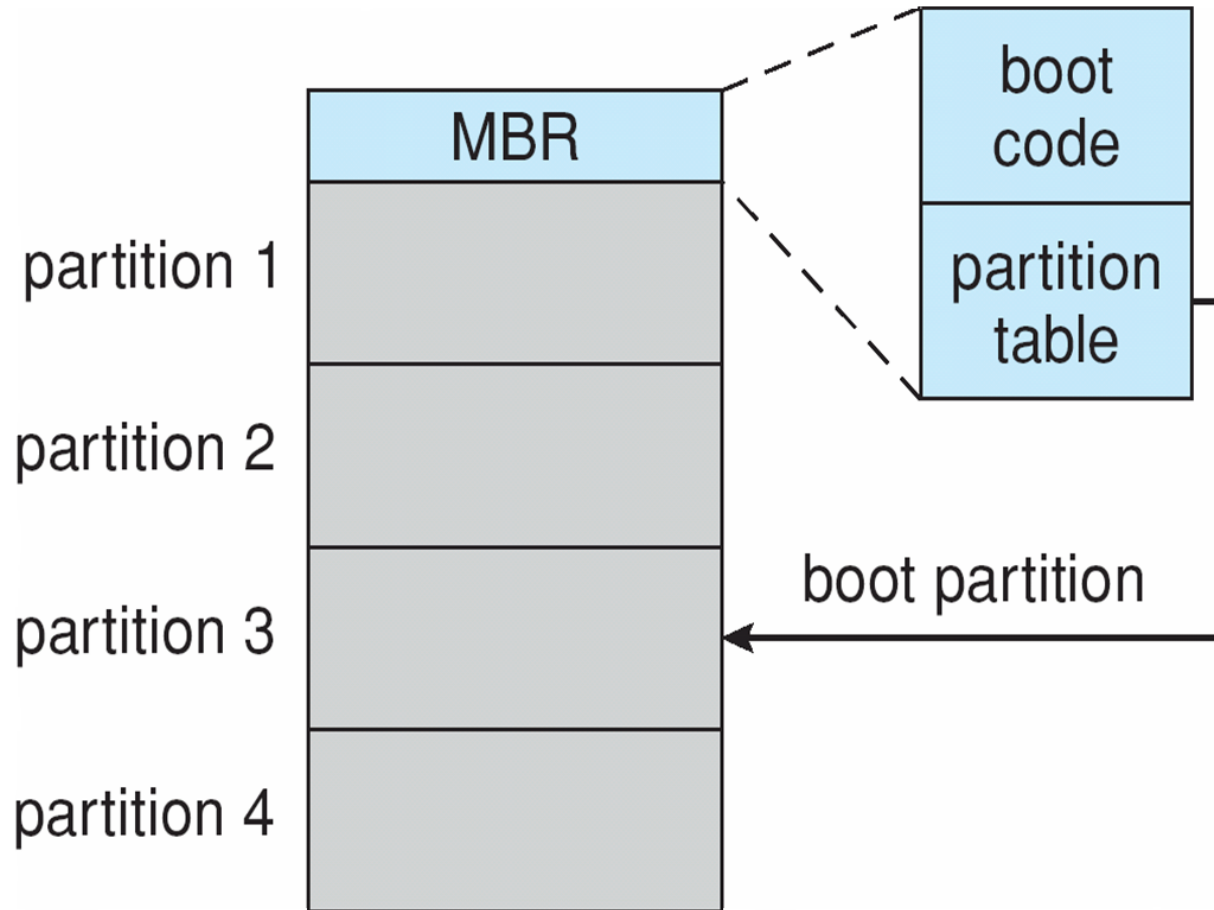 boot
code
MBR
partition 1
partition
table
partition 2
boot partition
partition 3
partition 4